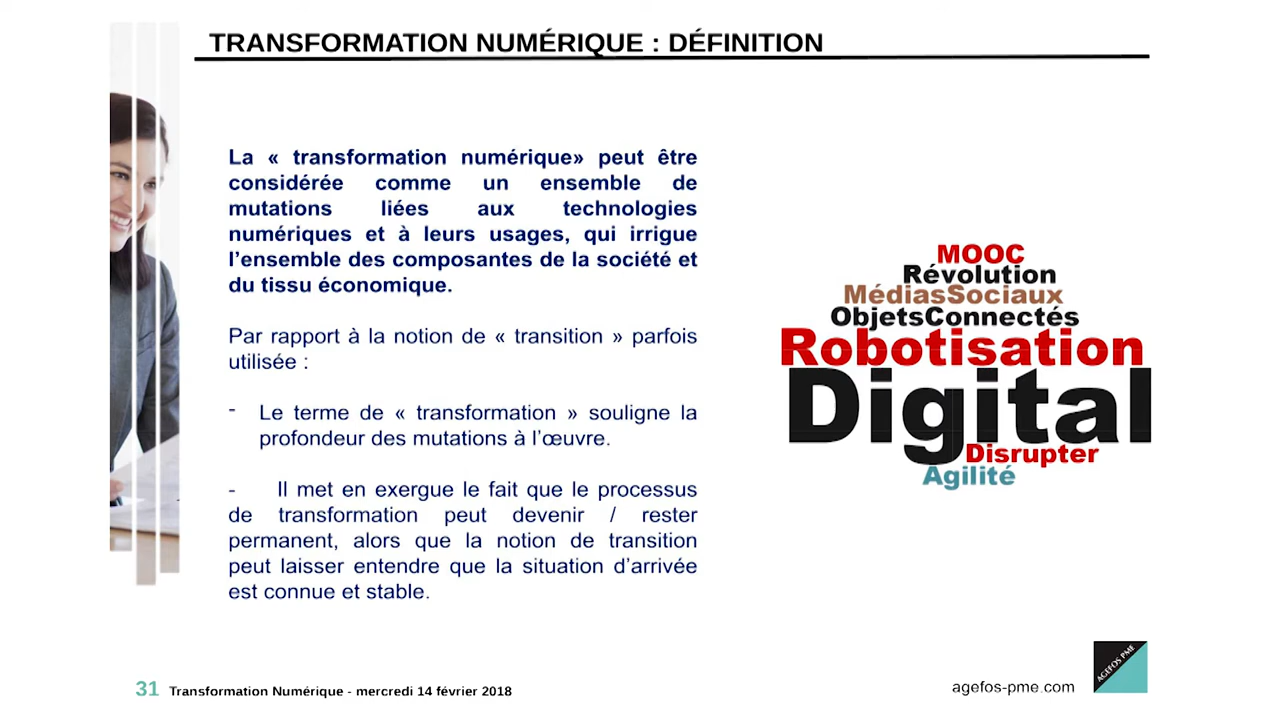 TRANSFORMATION NUMÉRIQUE : DÉFINITION
La « transformation numérique» peut être
considérée comme un ensemble de
mutations liées aux technologies
numériques et à leurs usages, qui irrigue
l’ensemble des composantes de la société et
du tissu économique.
Par rapport à la notion de « transition » parfois
utilisée :
- Le terme de « transformation » souligne la
profondeur des mutations à l’œuvre.
- Il met en exergue le fait que le processus
de transformation peut devenir / rester
permanent, alors que la notion de transition
peut laisser entendre que la situation d’arrivée
est connue et stable.
MOOC
Révolution
MédiasSociaux
ObjetsConnectés
Robotisation
Digital
Disrupter
Agilité
31 Transformation Numérique - mercredi 14 février 2018
agefos-pme.com
AGEFOS PME